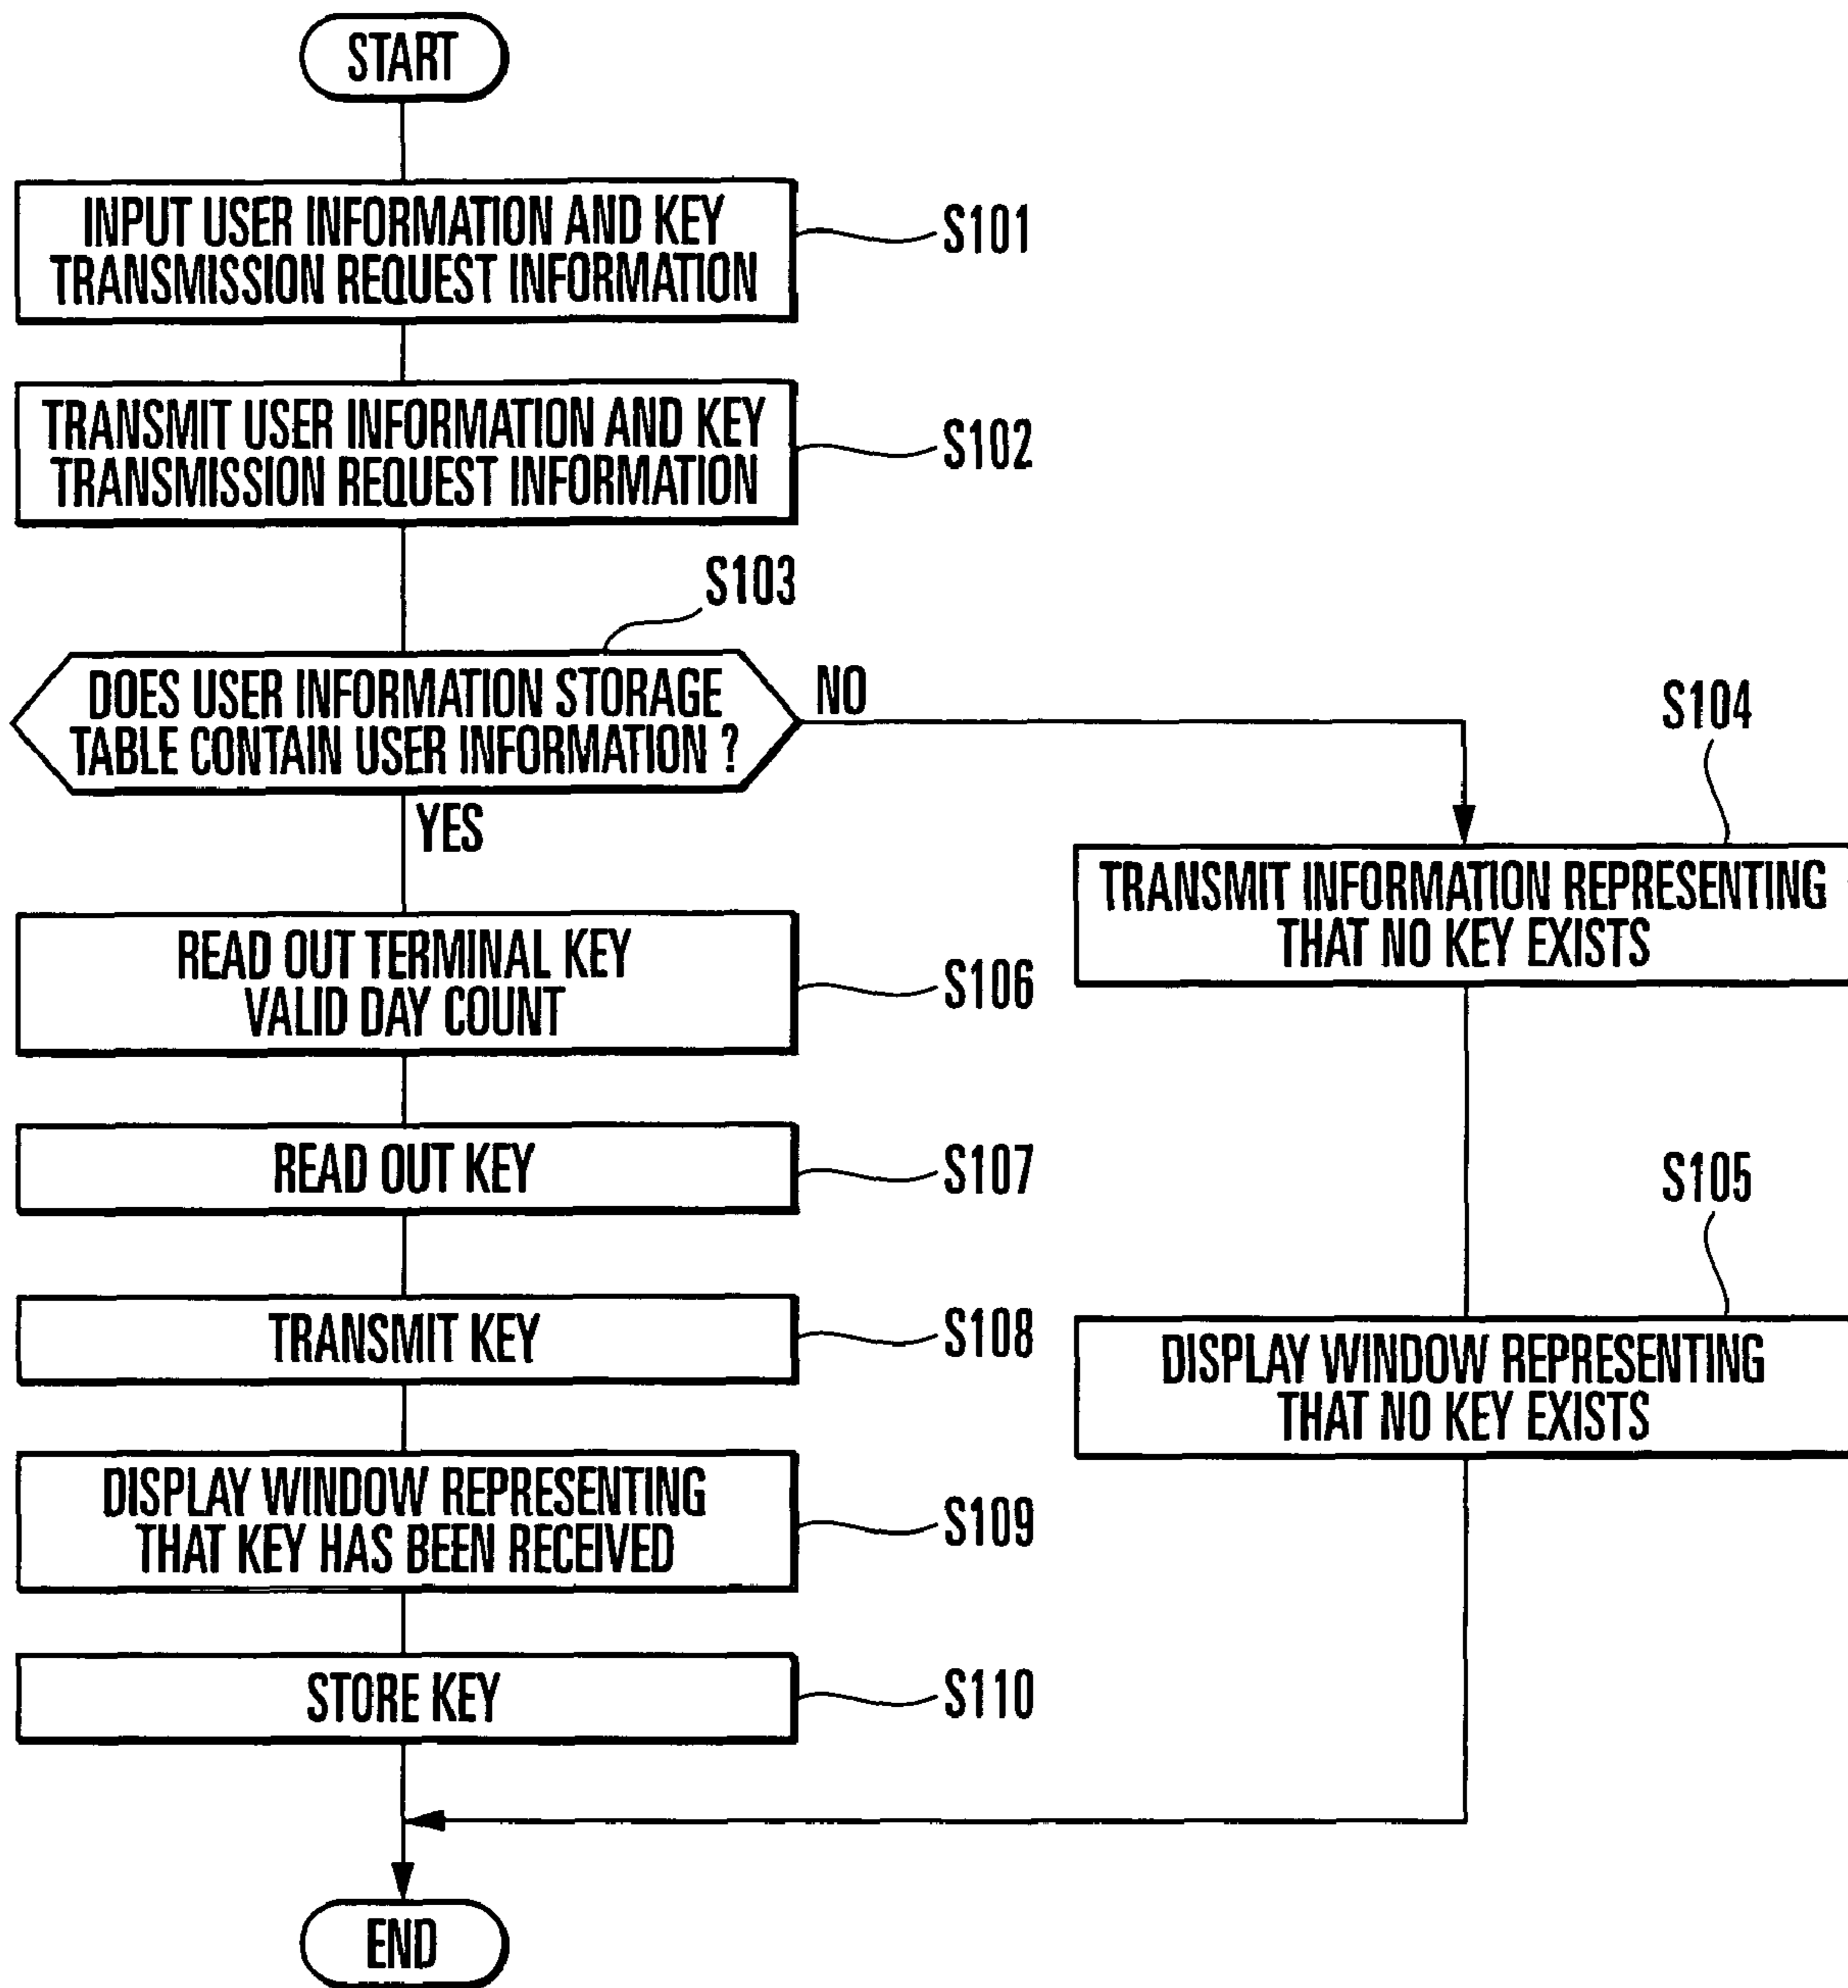 START
INPUT USER INFORMATION AND KEY
TRANSMISSION REQUEST INFORMATION
S101
TRANSMIT USER INFORMATION AND KEY
TRANSMISSION REQUEST INFORMATION
S102
S103
DOES USER INFORMATION STORAGE
TABLE CONTAIN USER INFORMATION ?
NO
YES
S104
TRANSMIT INFORMATION REPRESENTING
THAT NO KEY EXISTS
READ OUT TERMINAL KEY
VALID DAY COUNT
S106
READ OUT KEY
S107
S105
DISPLAY WINDOW REPRESENTING
THAT NO KEY EXISTS
TRANSMIT KEY
S108
DISPLAY WINDOW REPRESENTING
THAT KEY HAS BEEN RECEIVED
S109
STORE KEY
S110
END